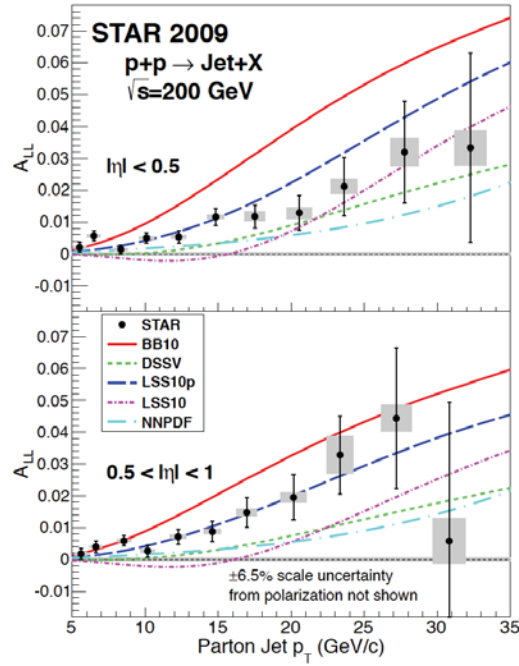 STAR 2009
p+p → Jet+X
√s=200 GeV
A_LL
|η| < 0.5
0.07
0.06
0.05
0.04
0.03
0.02
0.01
0
-0.01
STAR
BB10
DSSV
LSS10p
LSS10
NNPDF
A_LL
0.5 < |η| < 1
0.07
0.06
0.05
0.04
0.03
0.02
0.01
0
-0.01
±6.5% scale uncertainty
from polarization not shown
5 10 15 20 25 30 35
Parton Jet p_T (GeV/c)